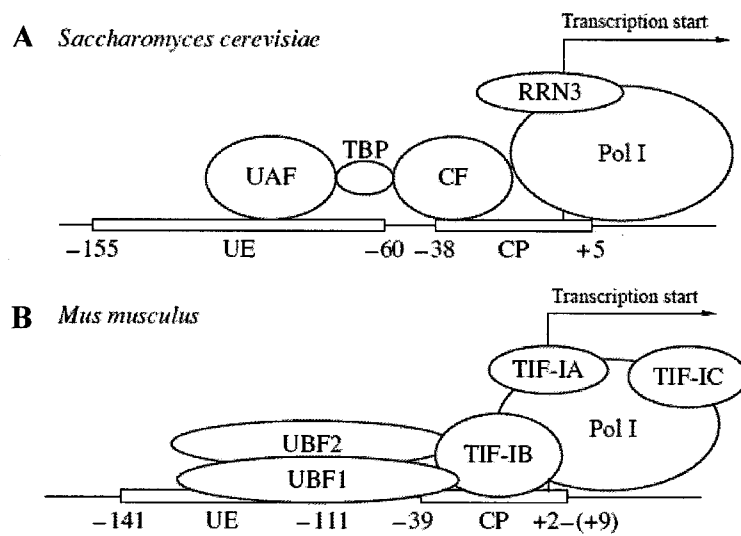 Transcription start
A Saccharomyces cerevisiae
RRN3
TBP
Pol I
UAF
CF
−155 UE −60 −38 CP +5
Transcription start
B Mus musculus
TIF-IA
TIF-IC
Pol I
UBF2
TIF-IB
UBF1
−141 UE −111 −39 CP +2−(+9)